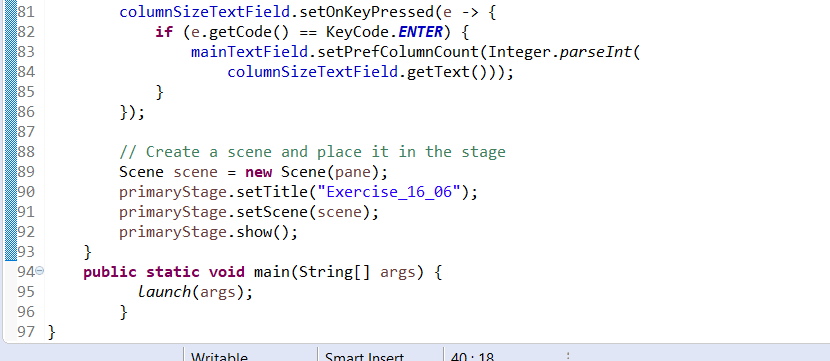 81 columnSizeTextField.setOnKeyPressed(e -> {
82 if (e.getCode() == KeyCode.ENTER) {
83 mainTextField.setPrefColumnCount(Integer.parseInt(
84 columnSizeTextField.getText()));
85 }
86 });
87
88 // Create a scene and place it in the stage
89 Scene scene = new Scene(pane);
90 primaryStage.setTitle("Exercise_16_06");
91 primaryStage.setScene(scene);
92 primaryStage.show();
93 }
94 public static void main(String[] args) {
95 launch(args);
96 }
97 }
Writable Smart Insert 40 : 18